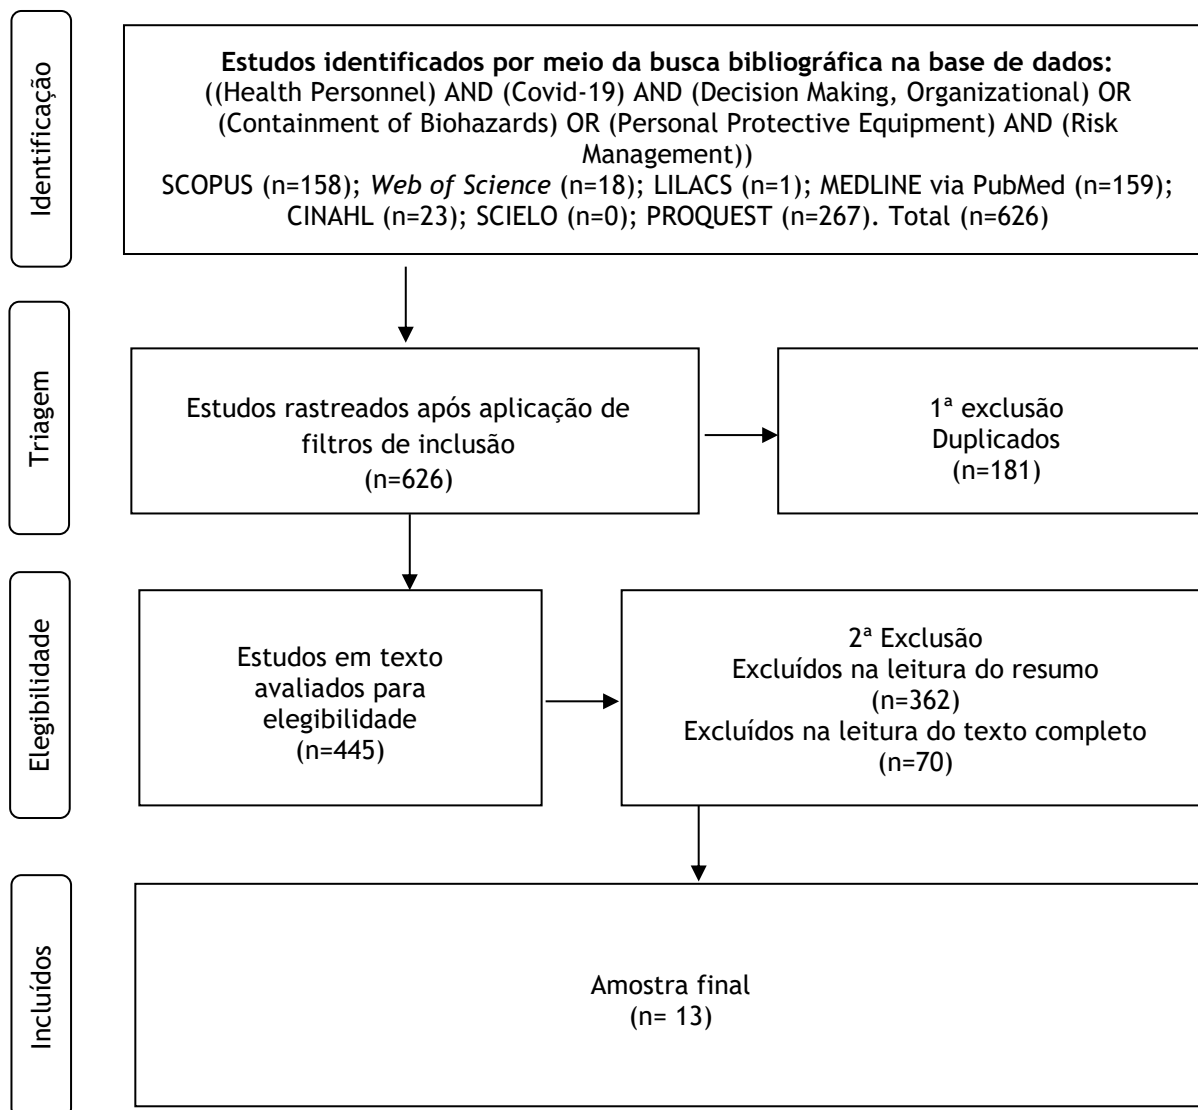 Identificação
Estudos identificados por meio da busca bibliográfica na base de dados:
((Health Personnel) AND (Covid-19) AND (Decision Making, Organizational) OR
(Containment of Biohazards) OR (Personal Protective Equipment) AND (Risk
Management))
SCOPUS (n=158); Web of Science (n=18); LILACS (n=1); MEDLINE via PubMed (n=159);
CINAHL (n=23); SCIELO (n=0); PROQUEST (n=267). Total (n=626)
Triagem
Estudos rastreados após aplicação de
filtros de inclusão
(n=626)
1ª exclusão
Duplicados
(n=181)
Elegibilidade
Estudos em texto
avaliados para
elegibilidade
(n=445)
2ª Exclusão
Excluídos na leitura do resumo
(n=362)
Excluídos na leitura do texto completo
(n=70)
Incluídos
Amostra final
(n= 13)